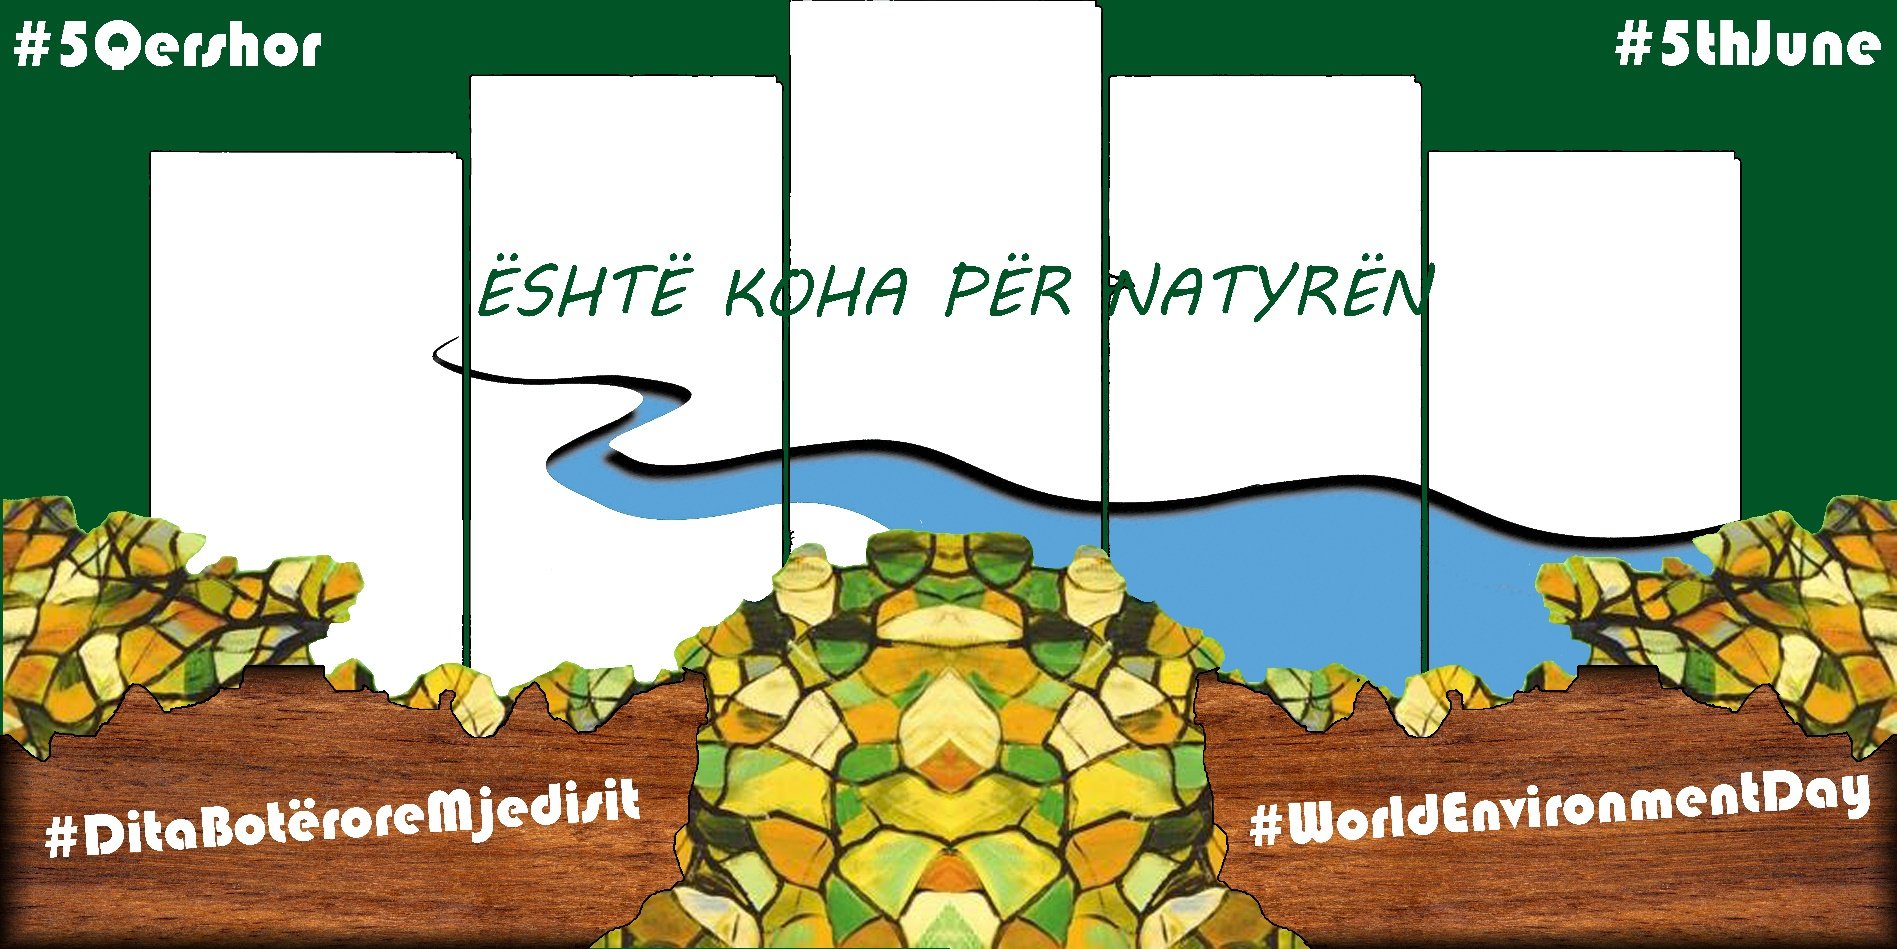 #5Qershor
#5thJune
ËSHTË KOHA PËR NATYRËN
#DitaBotëroreMjedisit
#WorldEnvironmentDay